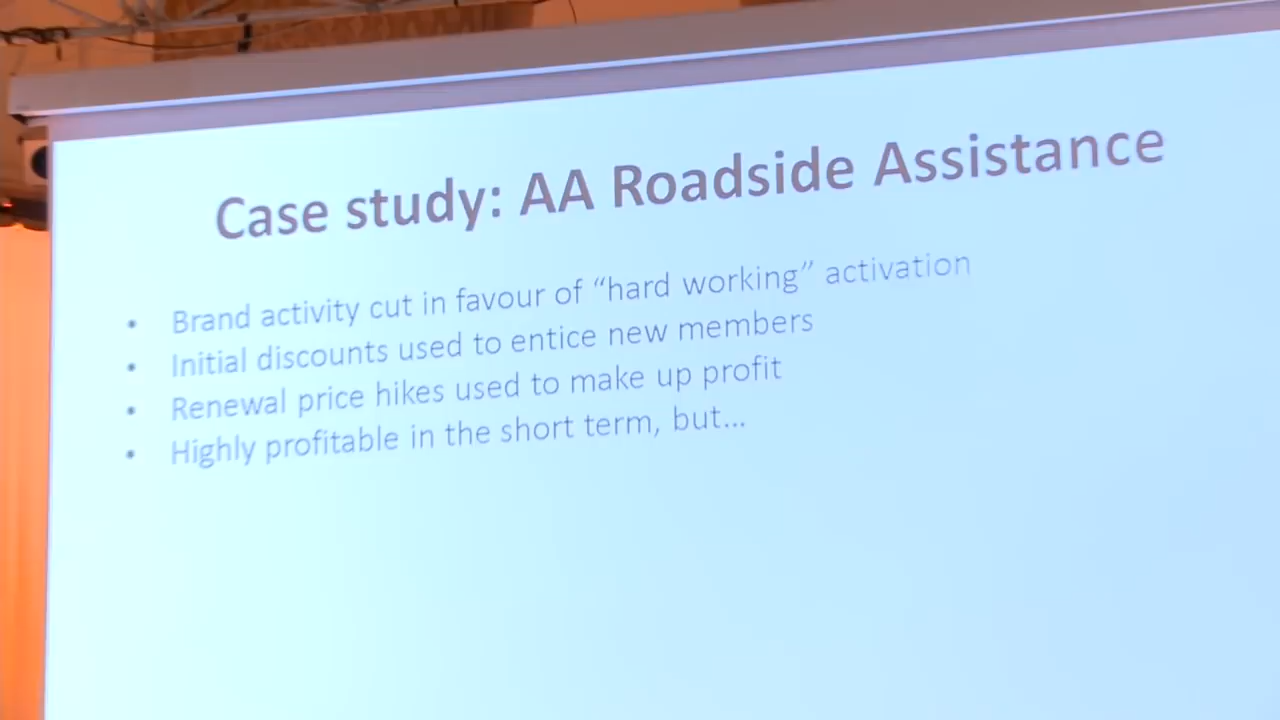 Case study: AA Roadside Assistance
• Brand activity cut in favour of “hard working” activation
• Initial discounts used to entice new members
• Renewal price hikes used to make up profit
• Highly profitable in the short term, but...